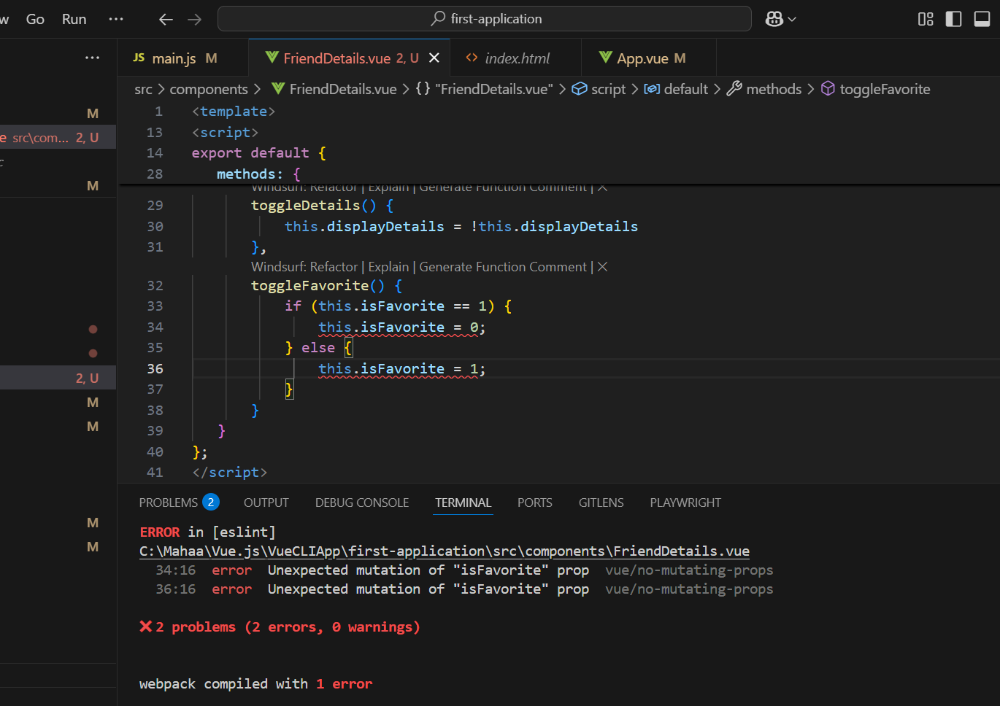 w Go Run ··· first-application
JS main.js M FriendDetails.vue 2, U index.html App.vue M
src > components > FriendDetails.vue > {} "FriendDetails.vue" > script > default > methods > toggleFavorite
M
e src\com... 2, U
c
M
2, U
M
M
M
M
1 <template>
13 <script>
14 export default {
28 methods: {
Windsurf: Refactor | Explain | Generate Function Comment | ×
29 toggleDetails() {
30 this.displayDetails = !this.displayDetails
31 },
Windsurf: Refactor | Explain | Generate Function Comment | ×
32 toggleFavorite() {
33 if (this.isFavorite == 1) {
34 this.isFavorite = 0;
35 } else {
36 this.isFavorite = 1;
37 }
38 }
39 }
40 };
41 </script>
PROBLEMS 2 OUTPUT DEBUG CONSOLE TERMINAL PORTS GITLENS PLAYWRIGHT
ERROR in [eslint]
C:\Mahaa\Vue.js\VueCLIApp\first-application\src\components\FriendDetails.vue
34:16 error Unexpected mutation of "isFavorite" prop vue/no-mutating-props
36:16 error Unexpected mutation of "isFavorite" prop vue/no-mutating-props
❌ 2 problems (2 errors, 0 warnings)
webpack compiled with 1 error